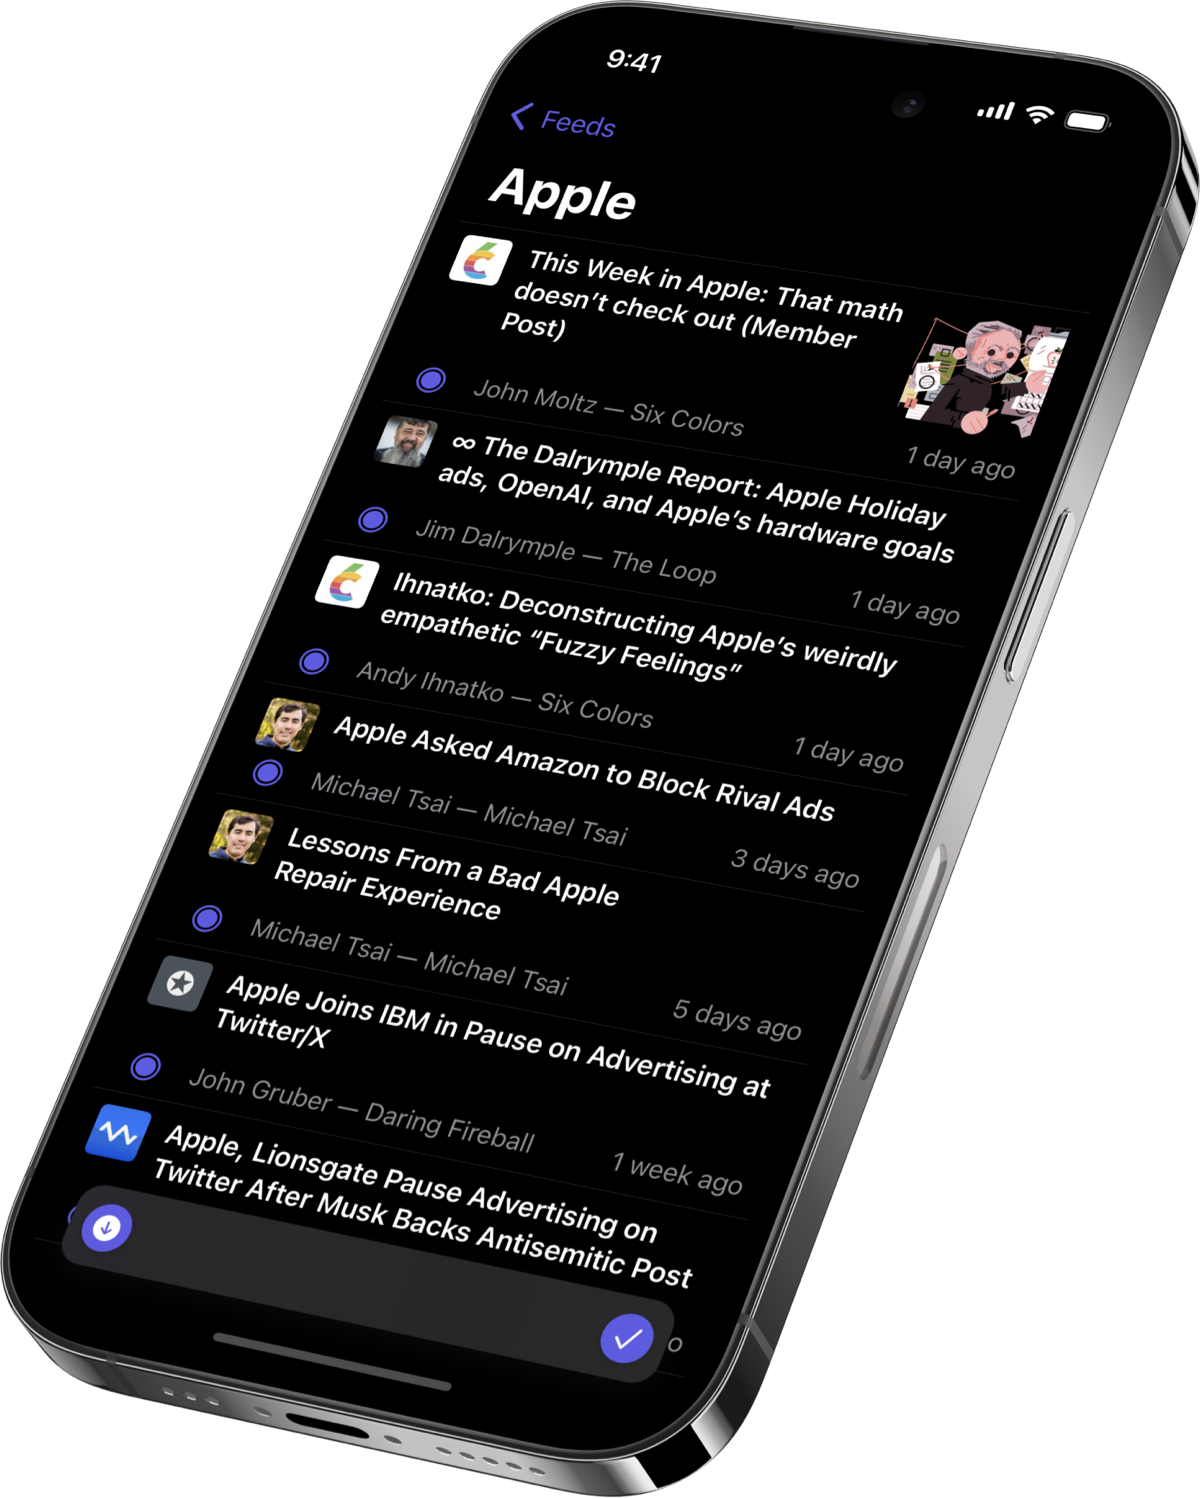 9:41
Feeds
Apple
This Week in Apple: That math
doesn’t check out (Member
Post)
John Moltz — Six Colors
1 day ago
∞ The Dalrymple Report: Apple Holiday
ads, OpenAI, and Apple’s hardware goals
Jim Dalrymple — The Loop
1 day ago
Ihnatko: Deconstructing Apple’s weirdly
empathetic “Fuzzy Feelings”
Andy Ihnatko — Six Colors
1 day ago
Apple Asked Amazon to Block Rival Ads
Michael Tsai — Michael Tsai
3 days ago
Lessons From a Bad Apple
Repair Experience
Michael Tsai — Michael Tsai
5 days ago
Apple Joins IBM in Pause on Advertising at
Twitter/X
John Gruber — Daring Fireball
1 week ago
Apple, Lionsgate Pause Advertising on
Twitter After Musk Backs Antisemitic Post